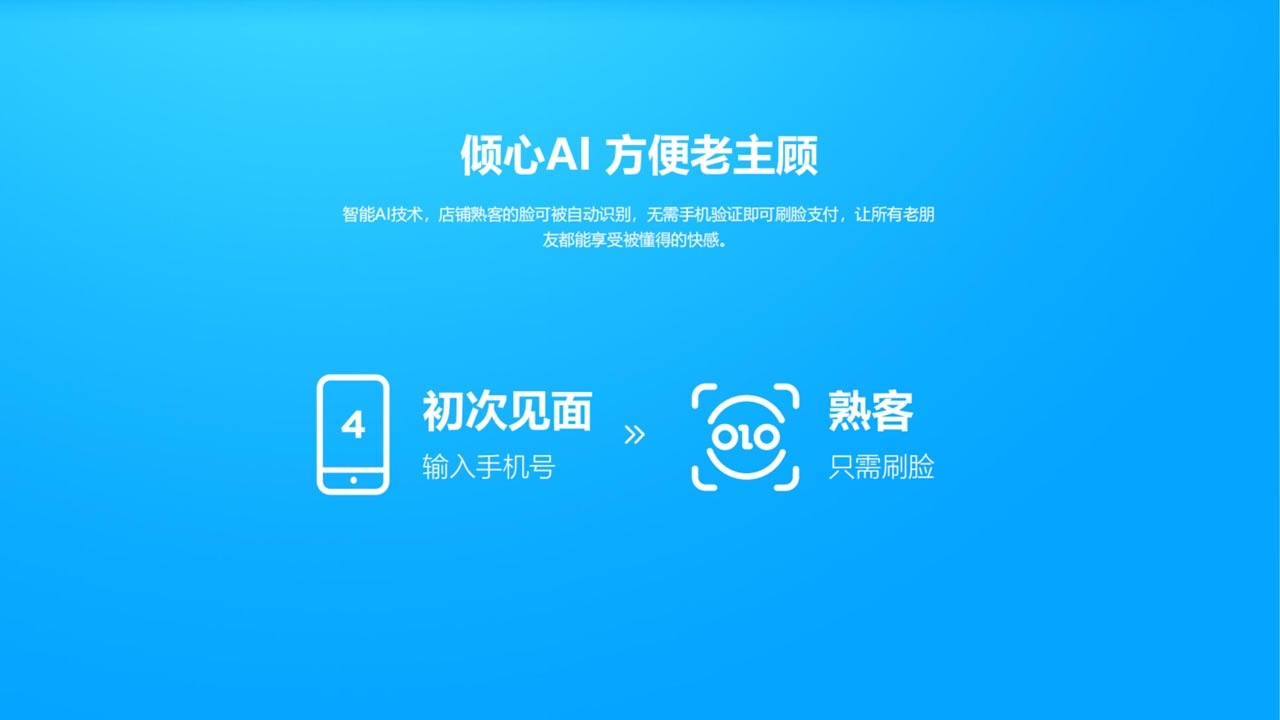 倾心AI 方便老主顾
智能AI技术，店铺熟客的脸可被自动识别，无需手机验证即可刷脸支付，让所有老朋
友都能享受被懂得的快感。
4
初次见面
输入手机号
»
010
熟客
只需刷脸